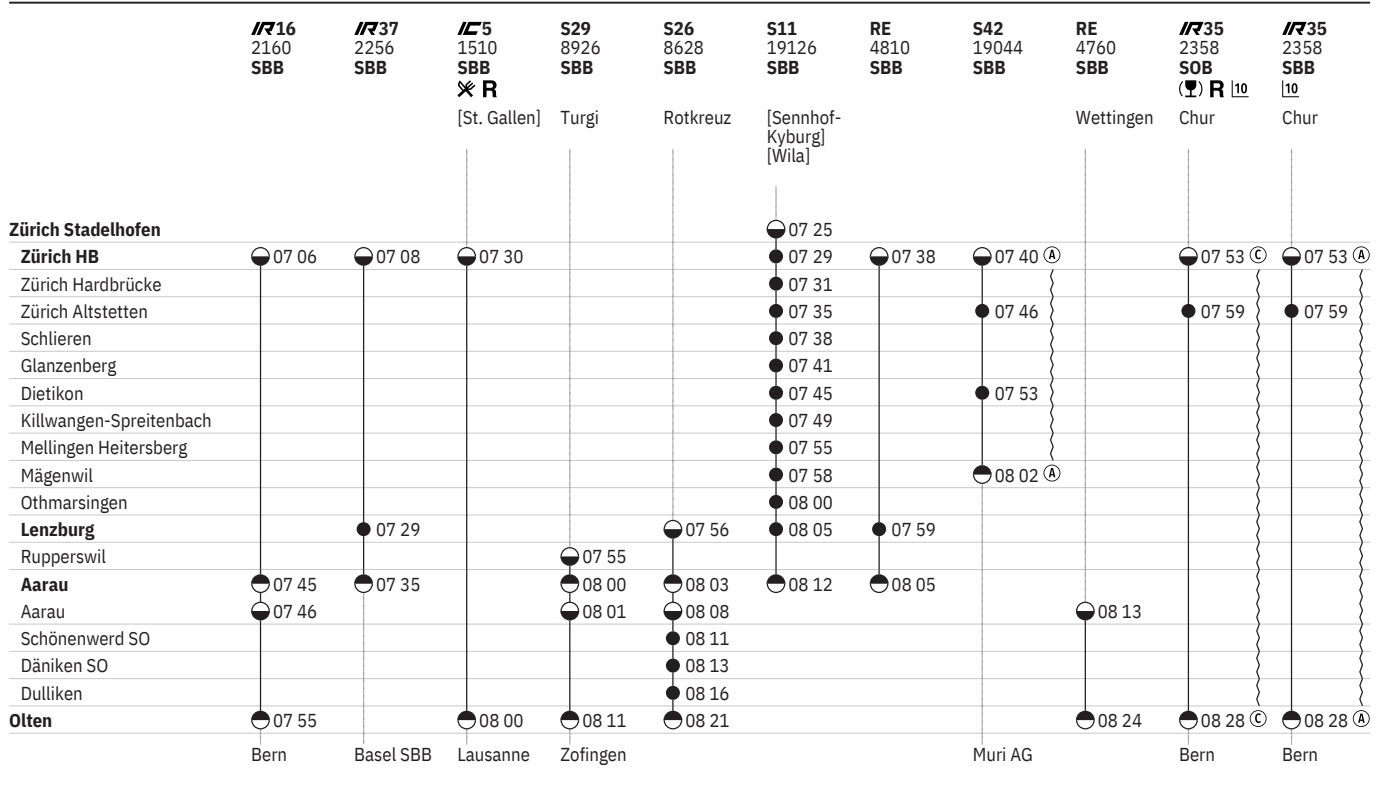 IR16 IR37 IC5 S29 S26 S11 RE S42 RE IR35 IR35
2160 2256 1510 8926 8628 19126 4810 19044 4760 2358 2358
SBB SBB SBB SBB SBB SBB SBB SBB SBB SOB SBB
R R 10 10
[St. Gallen] Turgi Rotkreuz [Sennhof- Wettingen Chur Chur
Kyburg]
[Wila]
Zürich Stadelhofen 07 25
Zürich HB 07 06 07 08 07 30 07 29 07 38 07 40 A 07 53 C 07 53 A
Zürich Hardbrücke 07 31
Zürich Altstetten 07 35 07 46 07 59 07 59
Schlieren 07 38
Glanzenberg 07 41
Dietikon 07 45 07 53
Killwangen-Spreitenbach 07 49
Mellingen Heitersberg 07 55
Mägenwil 07 58 08 02 A
Othmarsingen 08 00
Lenzburg 07 29 07 56 08 05 07 59
Rupperswil 07 55
Aarau 07 45 07 35 08 00 08 03 08 12 08 05
Aarau 07 46 08 01 08 08 08 13
Schönenwerd SO 08 11
Däniken SO 08 13
Dulliken 08 16
Olten 07 55 08 00 08 11 08 21 08 24 08 28 C 08 28 A
Bern Basel SBB Lausanne Zofingen Muri AG Bern Bern